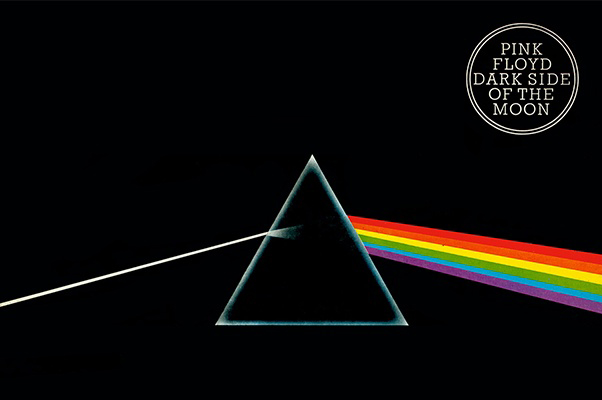 PINK
FLOYD
DARK SIDE
OF THE
MOON